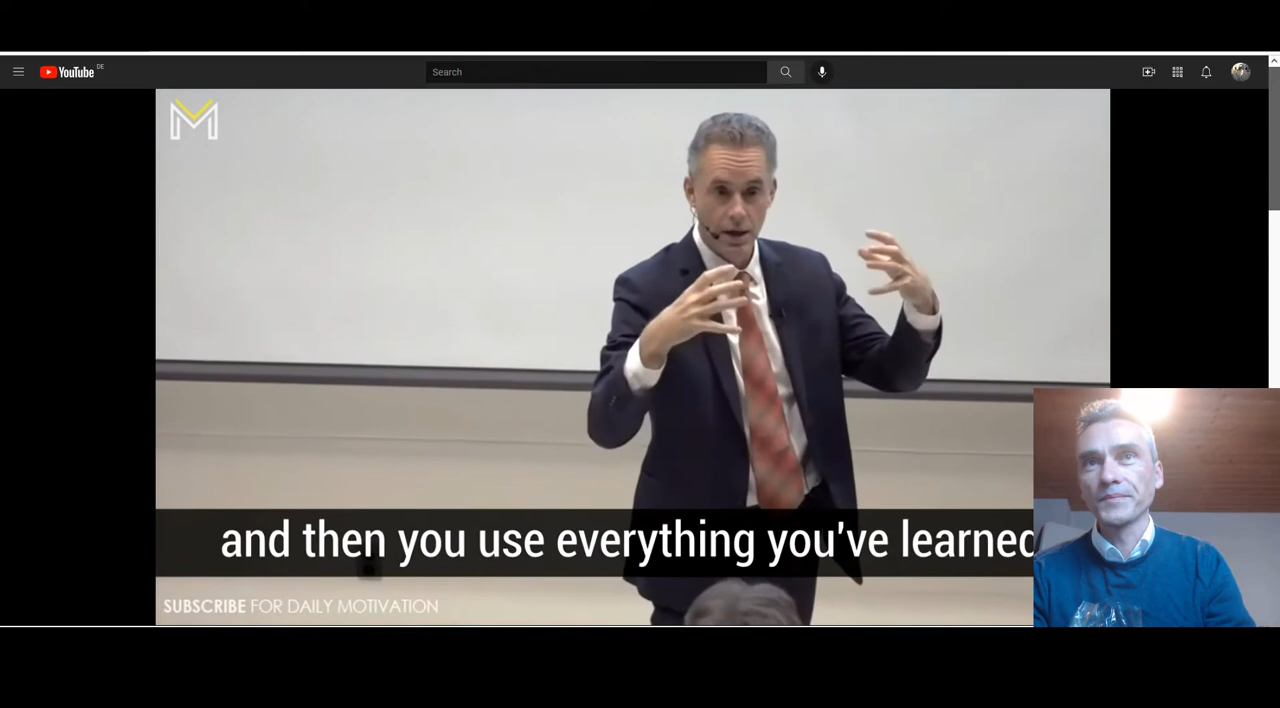 YouTube DE
Search
and then you use everything you've learned
SUBSCRIBE FOR DAILY MOTIVATION